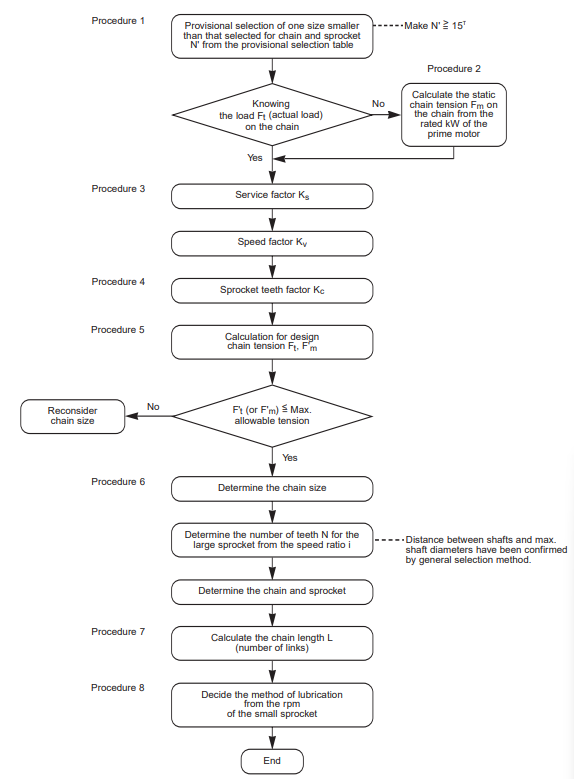 Procedure 1
Provisional selection of one size smaller
than that selected for chain and sprocket
N' from the provisional selection table
Make N' ≧ 15ᵀ
Procedure 2
Calculate the static
chain tension Fm on
the chain from the
rated kW of the
prime motor
Knowing
the load Ft (actual load)
on the chain
No
Yes
Procedure 3
Service factor Ks
Speed factor Kv
Procedure 4
Sprocket teeth factor Kc
Procedure 5
Calculation for design
chain tension F't, F'm
F't (or F'm) ≦ Max.
allowable tension
No
Reconsider
chain size
Yes
Procedure 6
Determine the chain size
Determine the number of teeth N for the
large sprocket from the speed ratio i
Distance between shafts and max.
shaft diameters have been confirmed
by general selection method.
Determine the chain and sprocket
Procedure 7
Calculate the chain length L
(number of links)
Procedure 8
Decide the method of lubrication
from the rpm
of the small sprocket
End